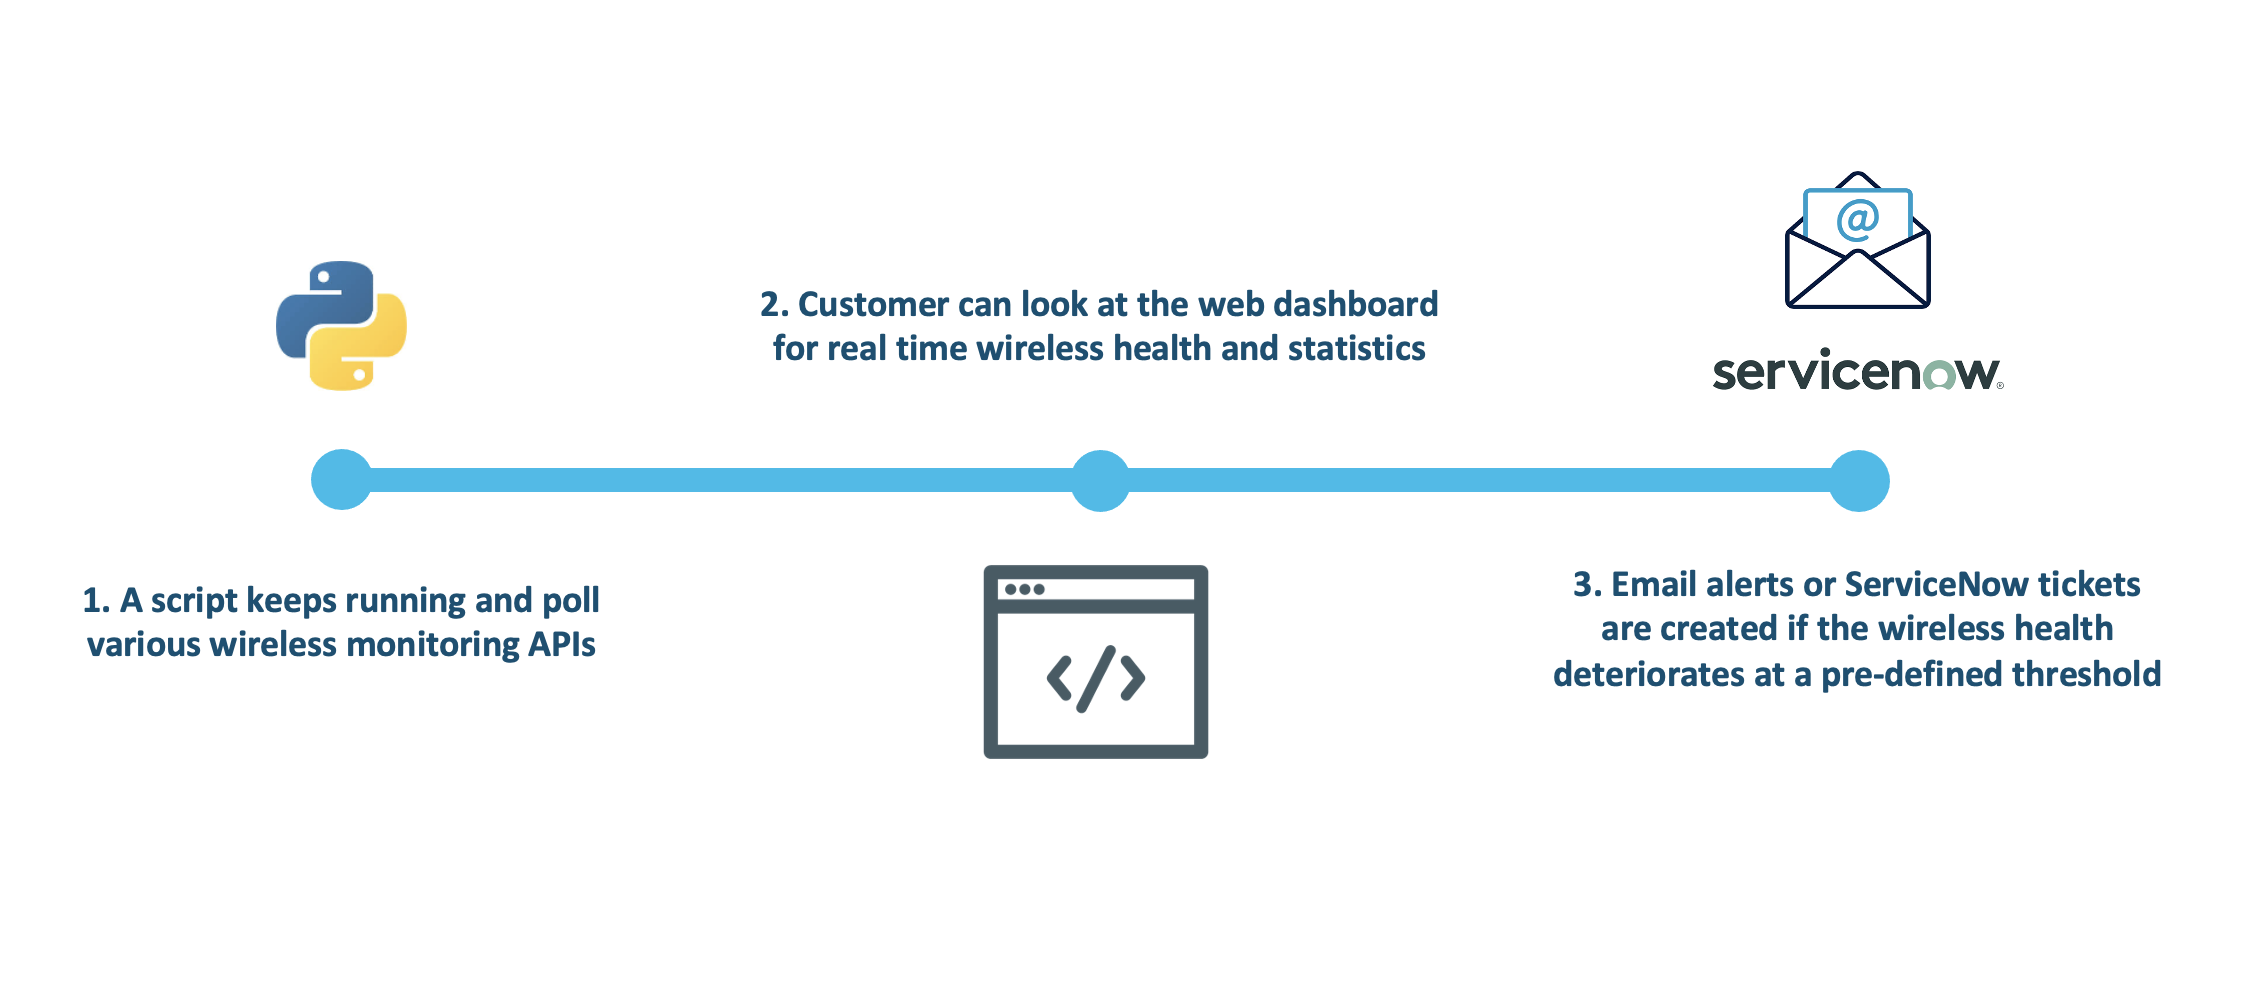 1. A script keeps running and poll
various wireless monitoring APIs
2. Customer can look at the web dashboard
for real time wireless health and statistics
</>
@
servicenow®
3. Email alerts or ServiceNow tickets
are created if the wireless health
deteriorates at a pre-defined threshold